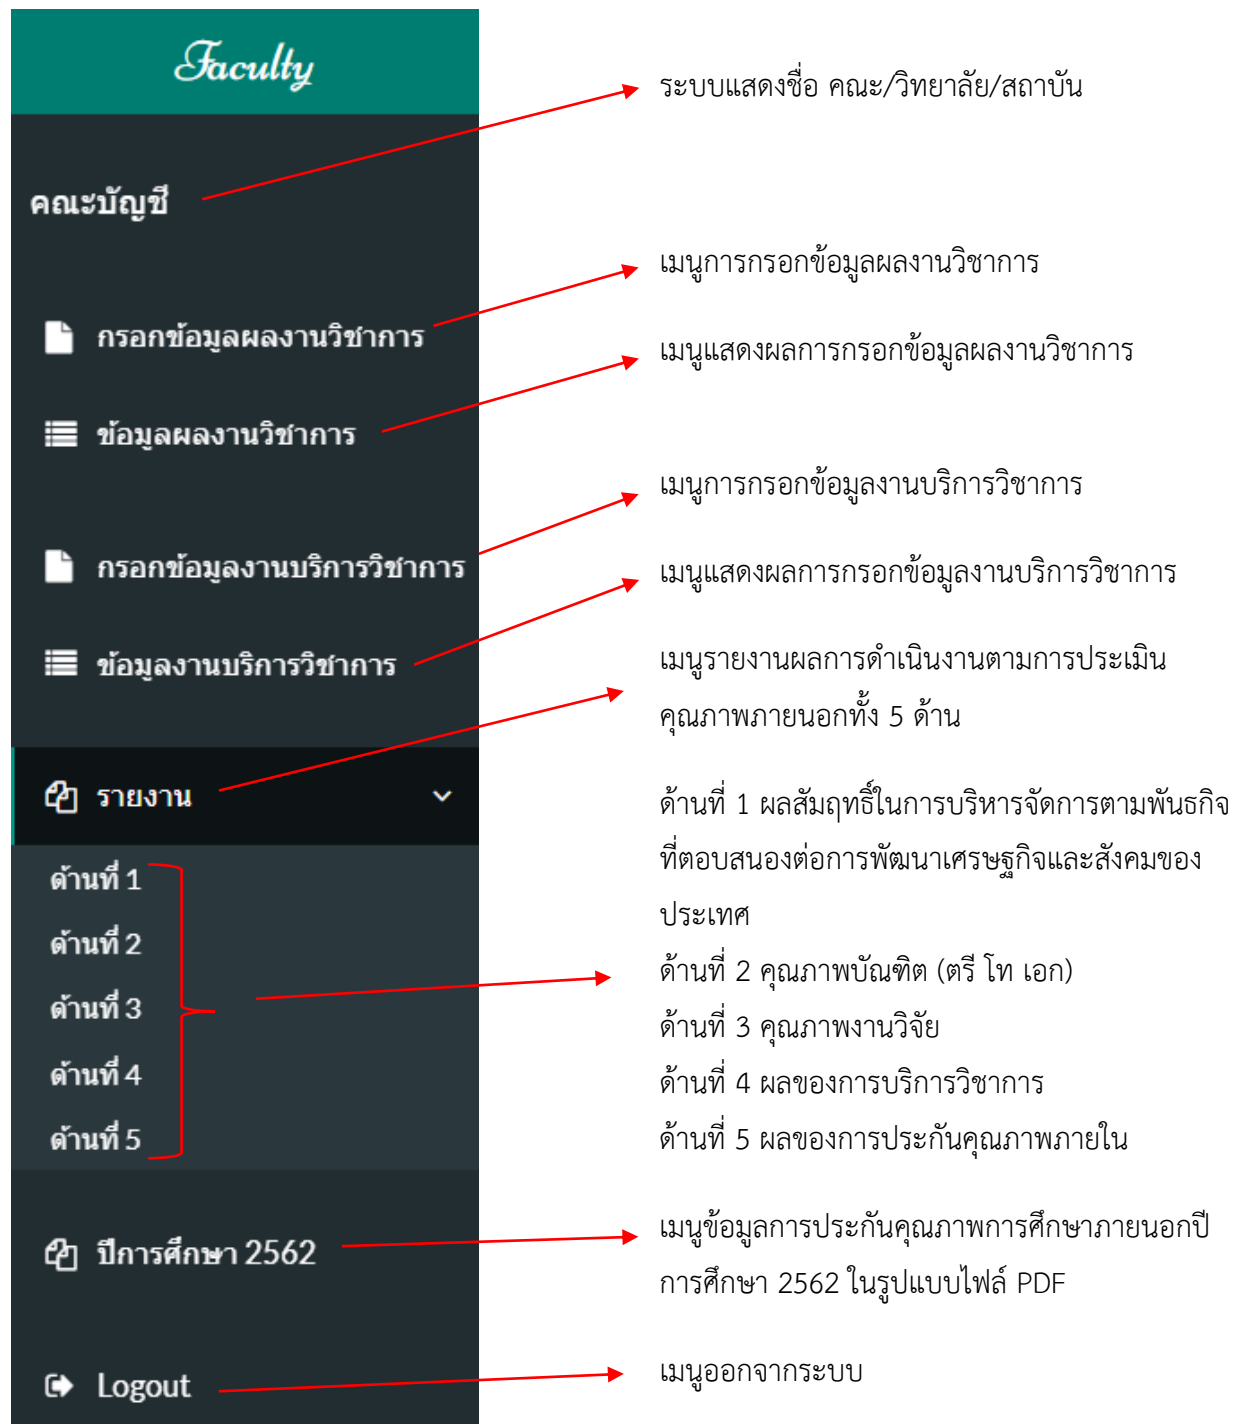 Faculty
ระบบแสดงชื่อ คณะ/วิทยาลัย/สถาบัน
คณะบัญชี
เมนูการกรอกข้อมูลผลงานวิชาการ
กรอกข้อมูลผลงานวิชาการ
เมนูแสดงผลการกรอกข้อมูลผลงานวิชาการ
ข้อมูลผลงานวิชาการ
เมนูการกรอกข้อมูลงานบริการวิชาการ
กรอกข้อมูลงานบริการวิชาการ
เมนูแสดงผลการกรอกข้อมูลงานบริการวิชาการ
ข้อมูลงานบริการวิชาการ
เมนูรายงานผลการดำเนินงานตามการประเมิน
คุณภาพภายนอกทั้ง 5 ด้าน
รายงาน
ด้านที่ 1
ด้านที่ 2
ด้านที่ 3
ด้านที่ 4
ด้านที่ 5
ด้านที่ 1 ผลสัมฤทธิ์ในการบริหารจัดการตามพันธกิจ
ที่ตอบสนองต่อการพัฒนาเศรษฐกิจและสังคมของ
ประเทศ
ด้านที่ 2 คุณภาพบัณฑิต (ตรี โท เอก)
ด้านที่ 3 คุณภาพงานวิจัย
ด้านที่ 4 ผลของการบริการวิชาการ
ด้านที่ 5 ผลของการประกันคุณภาพภายใน
ปีการศึกษา 2562
เมนูข้อมูลการประกันคุณภาพการศึกษาภายนอกปี
การศึกษา 2562 ในรูปแบบไฟล์ PDF
Logout
เมนูออกจากระบบ